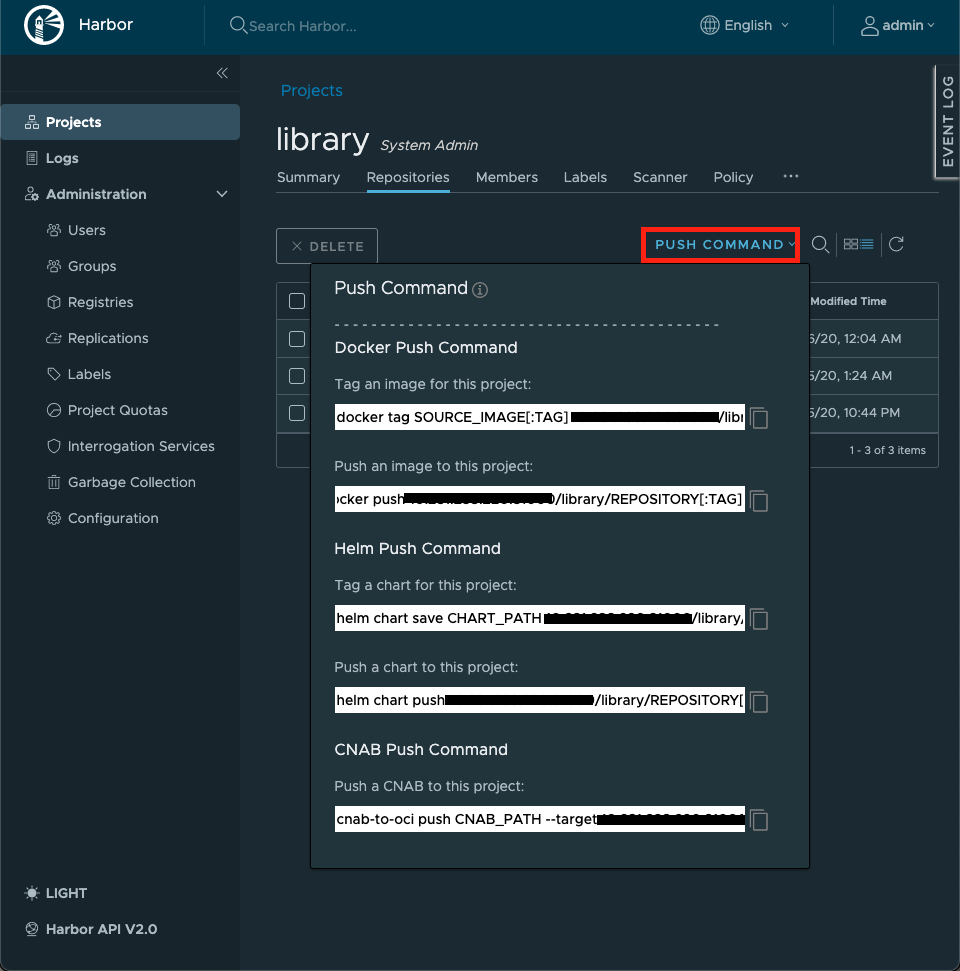 Harbor
Search Harbor...
English
admin
EVENT LOG
Projects
Logs
Administration
Users
Groups
Registries
Replications
Labels
Project Quotas
Interrogation Services
Garbage Collection
Configuration
LIGHT
Harbor API V2.0
Projects
library System Admin
Summary Repositories Members Labels Scanner Policy ...
DELETE
PUSH COMMAND
Modified Time
6/20, 12:04 AM
5/20, 1:24 AM
5/20, 10:44 PM
1 - 3 of 3 items
Push Command
---------------------------------------
Docker Push Command
Tag an image for this project:
docker tag SOURCE_IMAGE[:TAG] /libr
Push an image to this project:
ocker push /library/REPOSITORY[:TAG]
Helm Push Command
Tag a chart for this project:
helm chart save CHART_PATH /library/
Push a chart to this project:
helm chart push /library/REPOSITORY[
CNAB Push Command
Push a CNAB to this project:
cnab-to-oci push CNAB_PATH --target